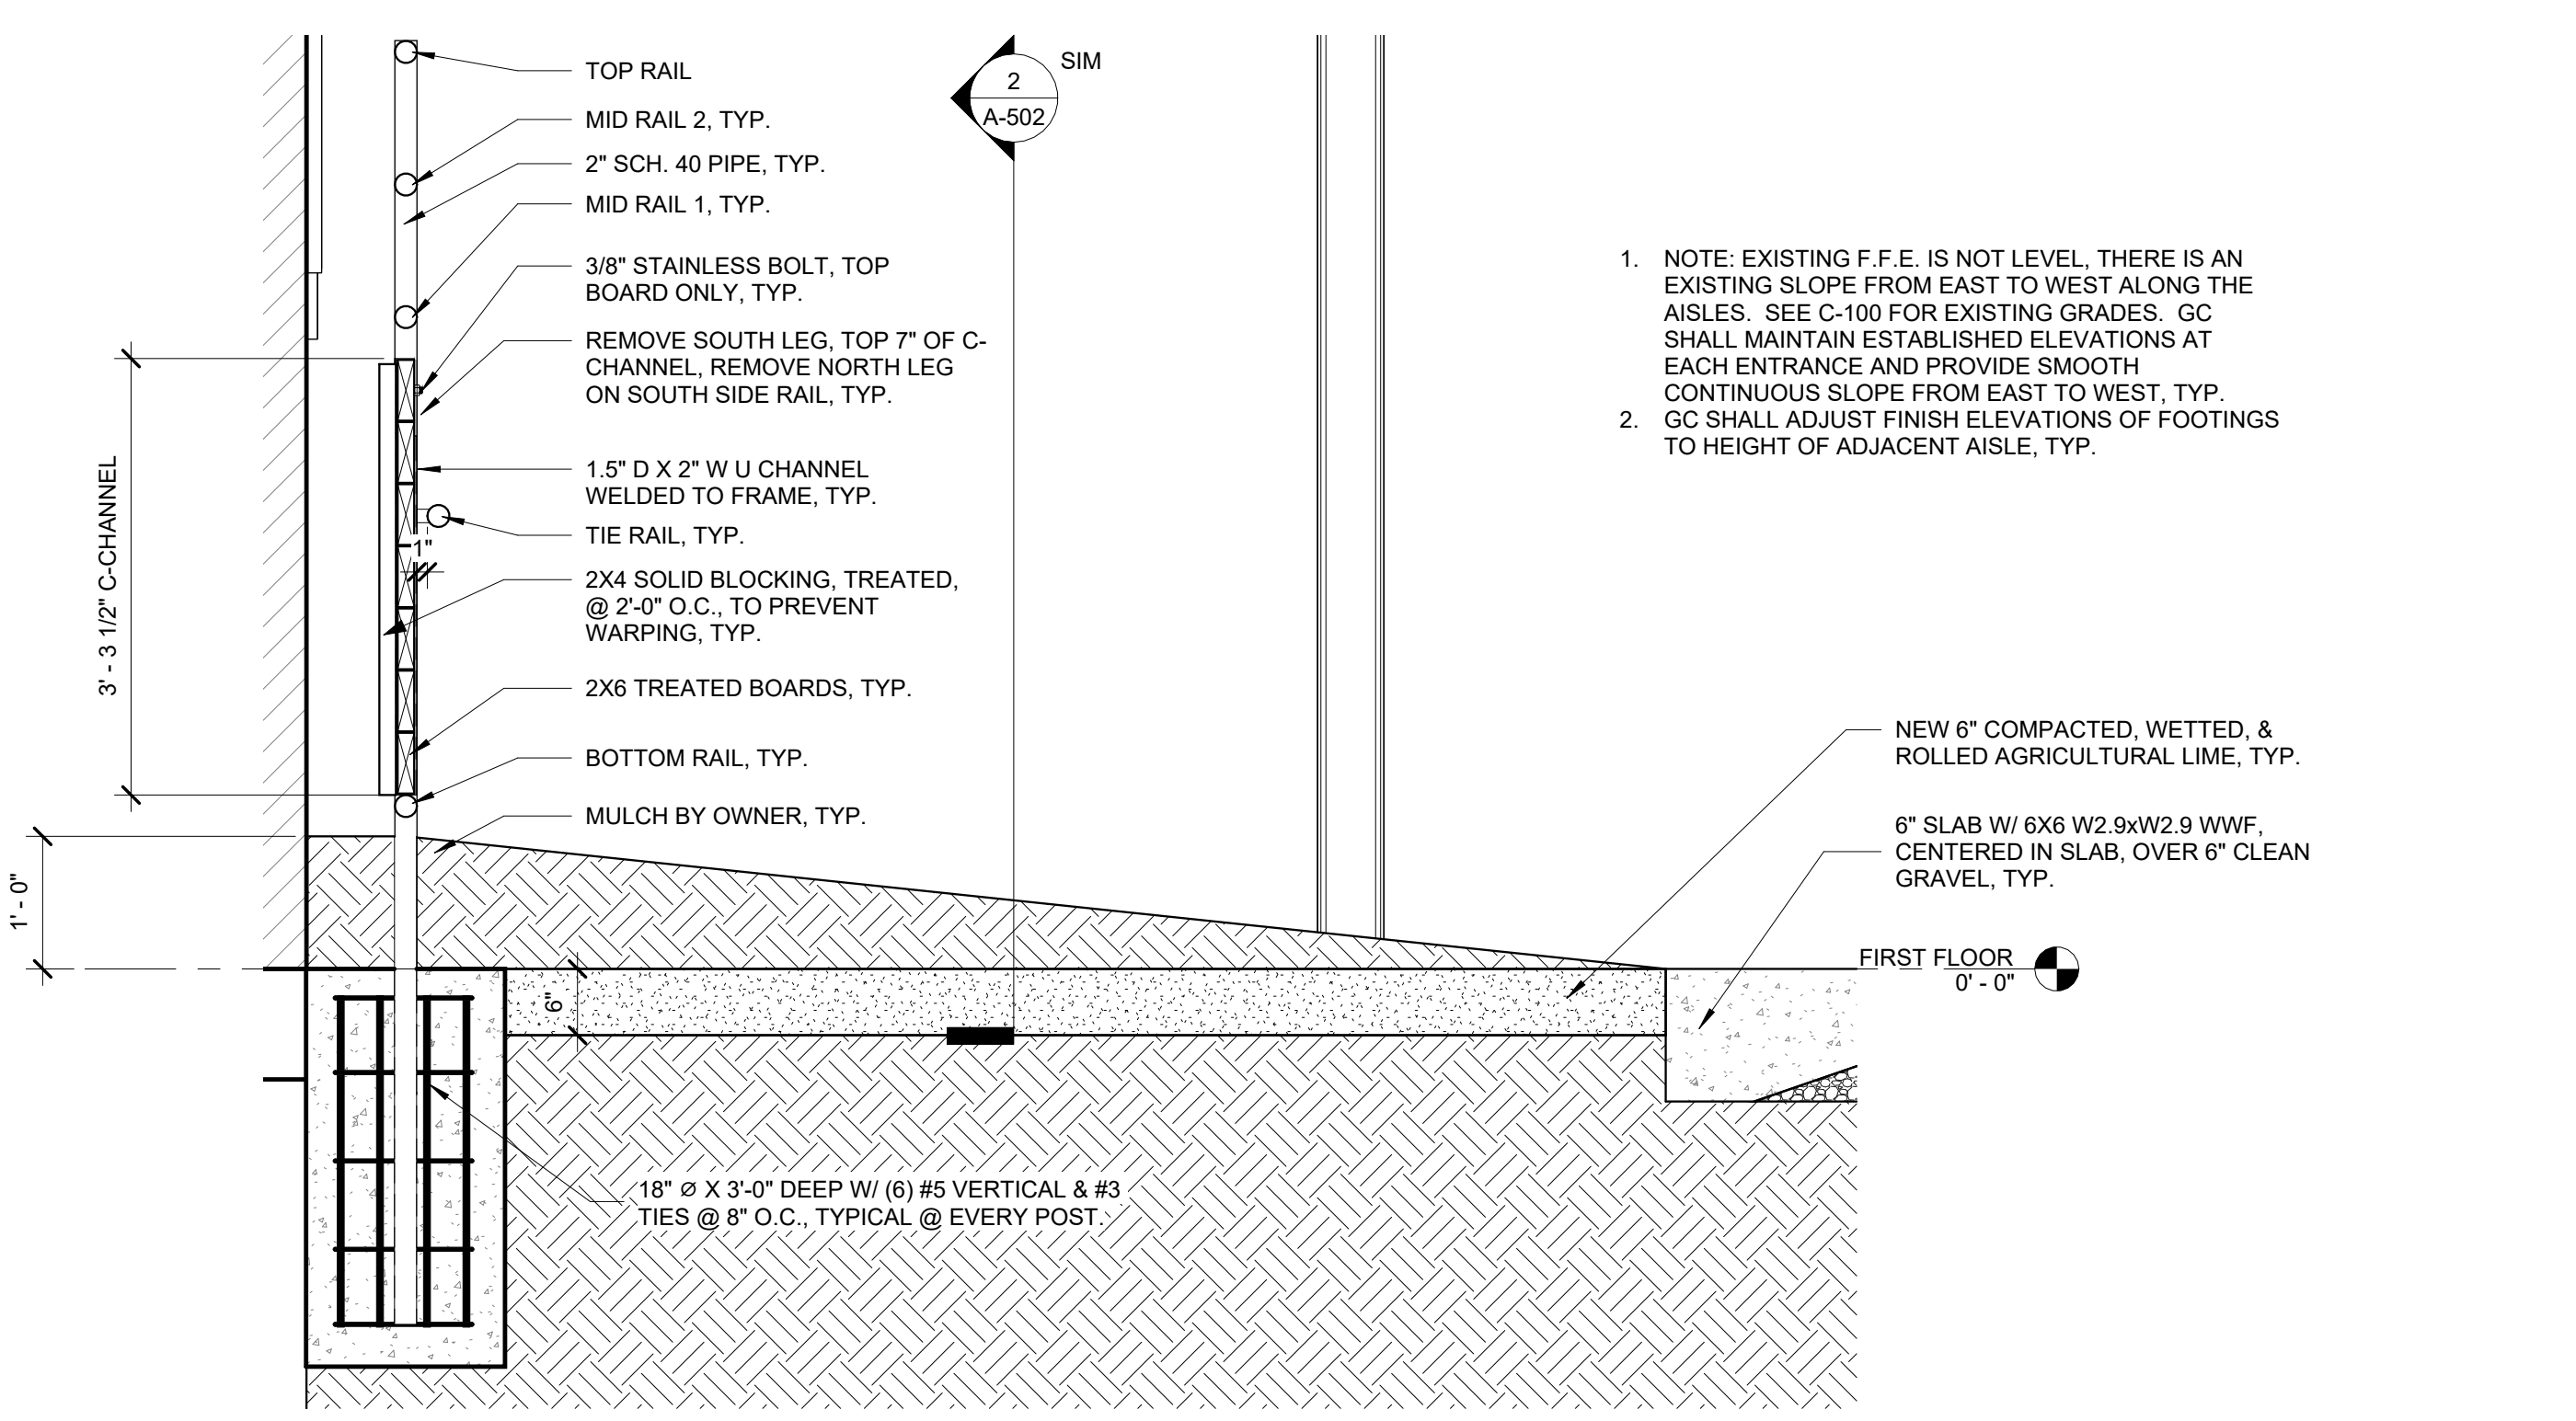 TOP RAIL
MID RAIL 2, TYP.
2" SCH. 40 PIPE, TYP.
MID RAIL 1, TYP.
3/8" STAINLESS BOLT, TOP
BOARD ONLY, TYP.
REMOVE SOUTH LEG, TOP 7" OF C-
CHANNEL, REMOVE NORTH LEG
ON SOUTH SIDE RAIL, TYP.
1.5" D X 2" W U CHANNEL
WELDED TO FRAME, TYP.
TIE RAIL, TYP.
1"
2X4 SOLID BLOCKING, TREATED,
@ 2'-0" O.C., TO PREVENT
WARPING, TYP.
2X6 TREATED BOARDS, TYP.
BOTTOM RAIL, TYP.
MULCH BY OWNER, TYP.
3' - 3 1/2" C-CHANNEL
1' - 0"
6"
18" ⌀ X 3'-0" DEEP W/ (6) #5 VERTICAL & #3
TIES @ 8" O.C., TYPICAL @ EVERY POST.
SIM
2
A-502
1. NOTE: EXISTING F.F.E. IS NOT LEVEL, THERE IS AN
EXISTING SLOPE FROM EAST TO WEST ALONG THE
AISLES. SEE C-100 FOR EXISTING GRADES. GC
SHALL MAINTAIN ESTABLISHED ELEVATIONS AT
EACH ENTRANCE AND PROVIDE SMOOTH
CONTINUOUS SLOPE FROM EAST TO WEST, TYP.
2. GC SHALL ADJUST FINISH ELEVATIONS OF FOOTINGS
TO HEIGHT OF ADJACENT AISLE, TYP.
NEW 6" COMPACTED, WETTED, &
ROLLED AGRICULTURAL LIME, TYP.
6" SLAB W/ 6X6 W2.9xW2.9 WWF,
CENTERED IN SLAB, OVER 6" CLEAN
GRAVEL, TYP.
FIRST FLOOR
0' - 0"